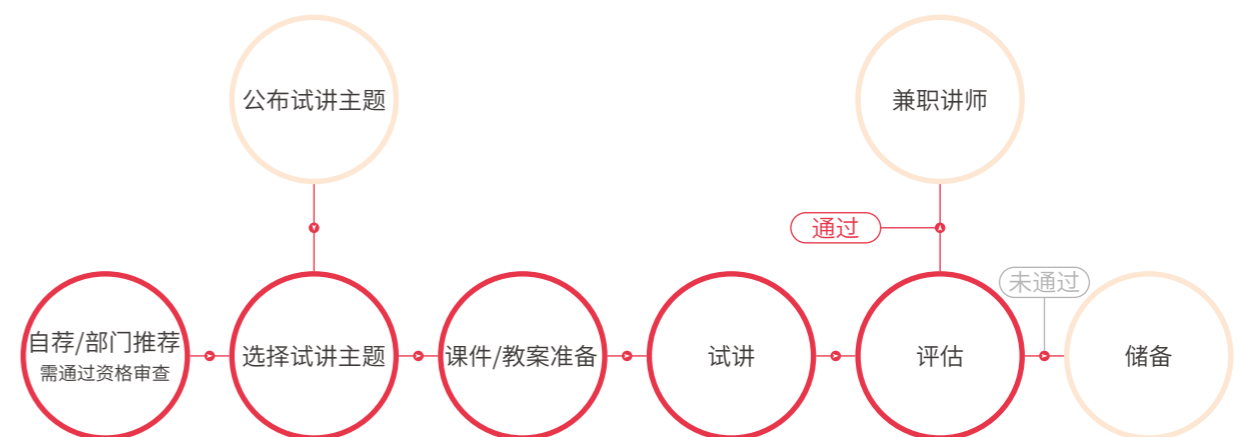 公布试讲主题
兼职讲师
通过
未通过
自荐/部门推荐
需通过资格审查
选择试讲主题
课件/教案准备
试讲
评估
储备